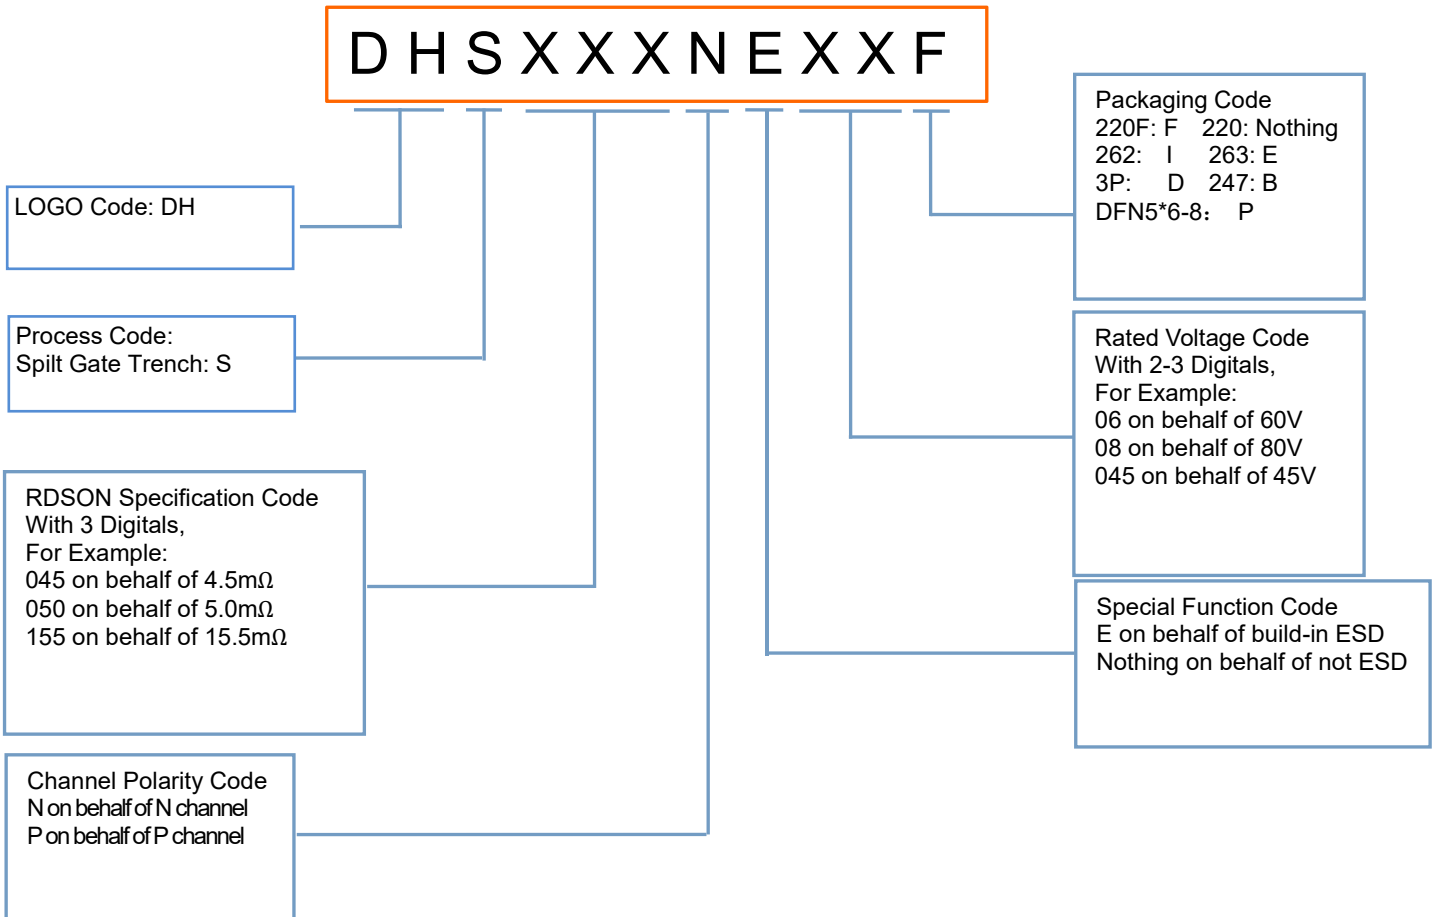 DHSXXXNEXXF
LOGO Code: DH
Process Code:
Spilt Gate Trench: S
RDSON Specification Code
With 3 Digitals,
For Example:
045 on behalf of 4.5mΩ
050 on behalf of 5.0mΩ
155 on behalf of 15.5mΩ
Channel Polarity Code
N on behalf of N channel
P on behalf of P channel
Packaging Code
220F: F 220: Nothing
262: I 263: E
3P: D 247: B
DFN5*6-8： P
Rated Voltage Code
With 2-3 Digitals,
For Example:
06 on behalf of 60V
08 on behalf of 80V
045 on behalf of 45V
Special Function Code
E on behalf of build-in ESD
Nothing on behalf of not ESD